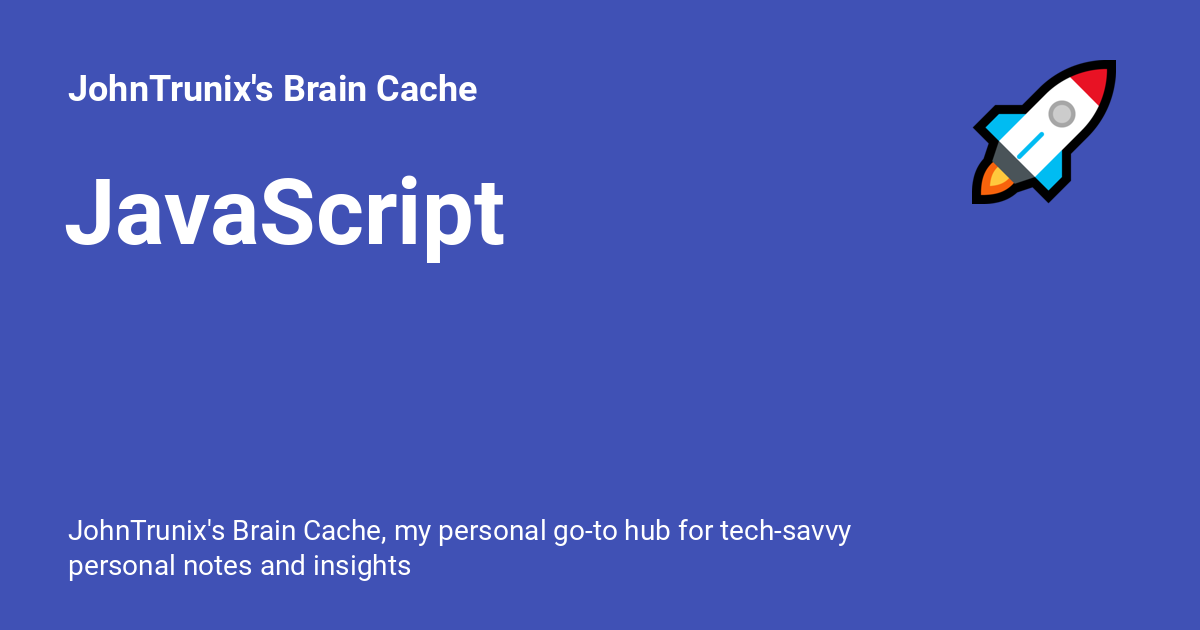 JohnTrunix's Brain Cache
JavaScript
JohnTrunix's Brain Cache, my personal go-to hub for tech-savvy
personal notes and insights